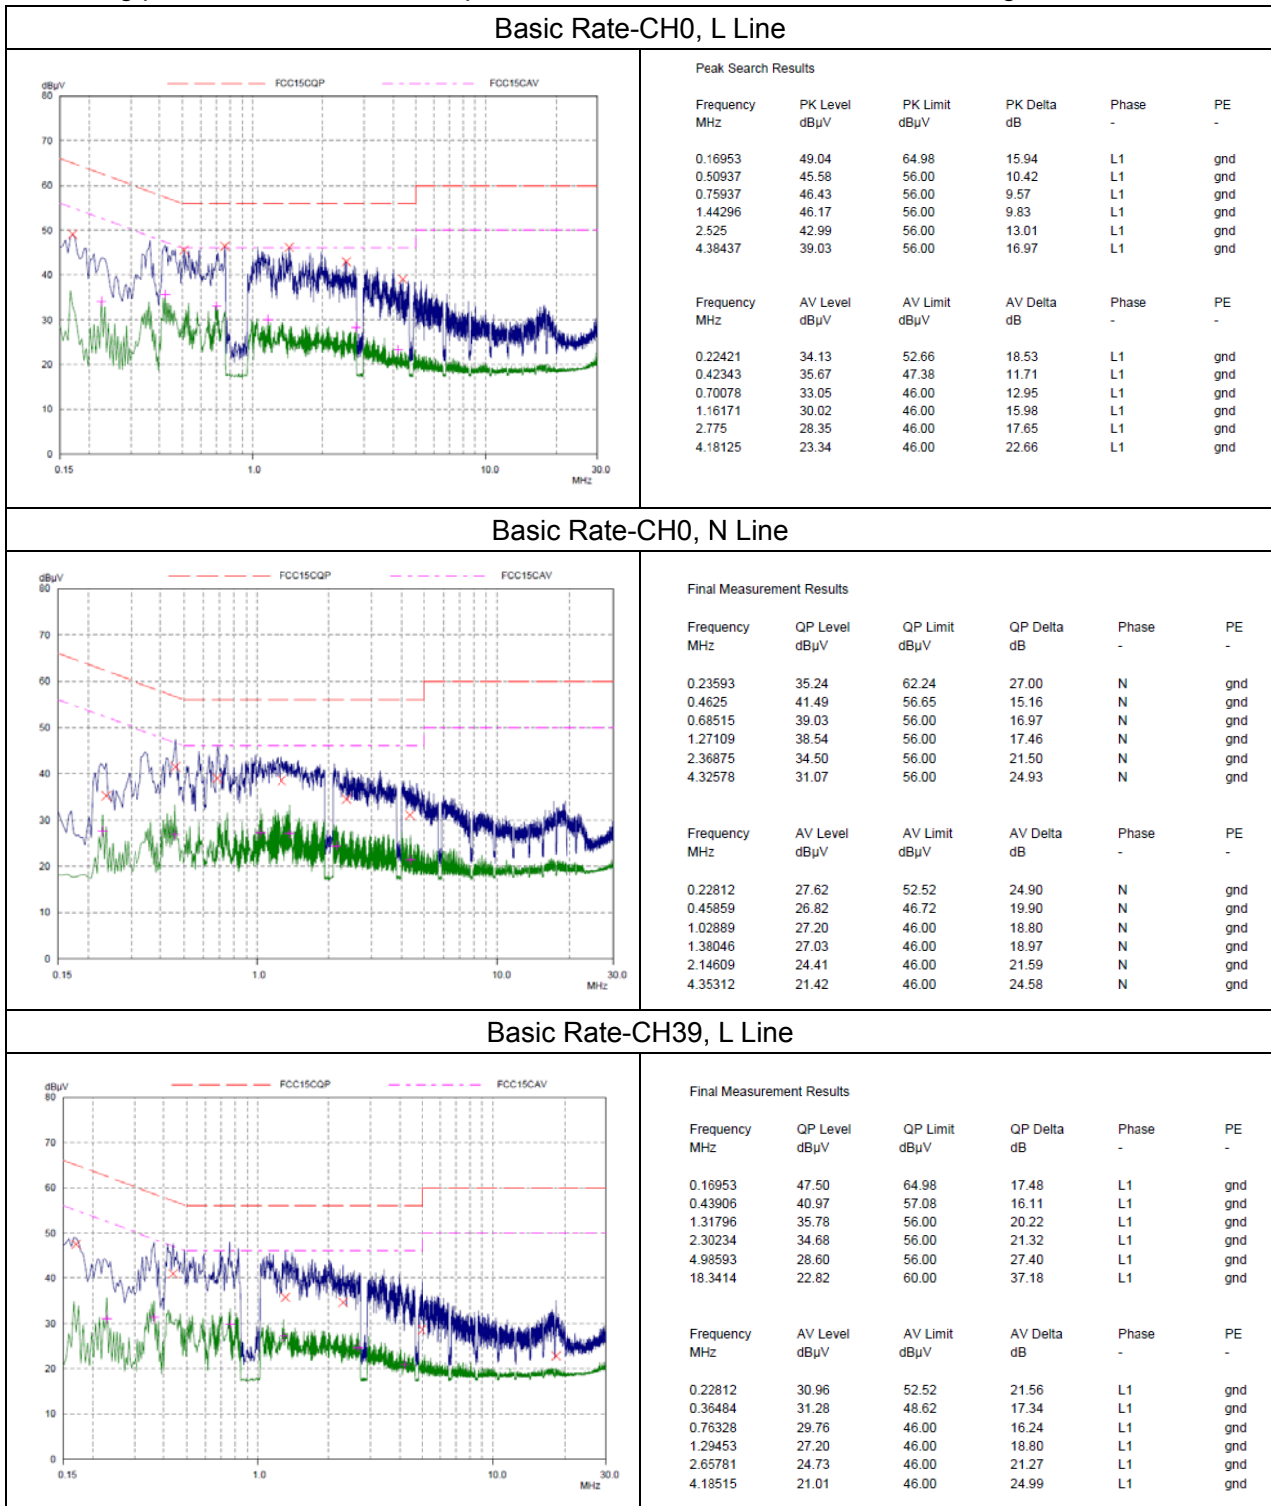 Basic Rate-CH0, L Line
dBµV
FCC15CQP
FCC15CAV
80
70
60
50
40
30
20
10
0
0.15
1.0
10.0
30.0
MHz
Peak Search Results
Frequency PK Level PK Limit PK Delta Phase PE
MHz dBµV dBµV dB - -
0.16953 49.04 64.98 15.94 L1 gnd
0.50937 45.58 56.00 10.42 L1 gnd
0.75937 46.43 56.00 9.57 L1 gnd
1.44296 46.17 56.00 9.83 L1 gnd
2.525 42.99 56.00 13.01 L1 gnd
4.38437 39.03 56.00 16.97 L1 gnd
Frequency AV Level AV Limit AV Delta Phase PE
MHz dBµV dBµV dB - -
0.22421 34.13 52.66 18.53 L1 gnd
0.42343 35.67 47.38 11.71 L1 gnd
0.70078 33.05 46.00 12.95 L1 gnd
1.16171 30.02 46.00 15.98 L1 gnd
2.775 28.35 46.00 17.65 L1 gnd
4.18125 23.34 46.00 22.66 L1 gnd
Basic Rate-CH0, N Line
dBµV
FCC15CQP
FCC15CAV
80
70
60
50
40
30
20
10
0
0.15
1.0
10.0
30.0
MHz
Final Measurement Results
Frequency QP Level QP Limit QP Delta Phase PE
MHz dBµV dBµV dB - -
0.23593 35.24 62.24 27.00 N gnd
0.4625 41.49 56.65 15.16 N gnd
0.68515 39.03 56.00 16.97 N gnd
1.27109 38.54 56.00 17.46 N gnd
2.36875 34.50 56.00 21.50 N gnd
4.32578 31.07 56.00 24.93 N gnd
Frequency AV Level AV Limit AV Delta Phase PE
MHz dBµV dBµV dB - -
0.22812 27.62 52.52 24.90 N gnd
0.45859 26.82 46.72 19.90 N gnd
1.02889 27.20 46.00 18.80 N gnd
1.38046 27.03 46.00 18.97 N gnd
2.14609 24.41 46.00 21.59 N gnd
4.35312 21.42 46.00 24.58 N gnd
Basic Rate-CH39, L Line
dBµV
FCC15CQP
FCC15CAV
80
70
60
50
40
30
20
10
0
0.15
1.0
10.0
30.0
MHz
Final Measurement Results
Frequency QP Level QP Limit QP Delta Phase PE
MHz dBµV dBµV dB - -
0.16953 47.50 64.98 17.48 L1 gnd
0.43906 40.97 57.08 16.11 L1 gnd
1.31796 35.78 56.00 20.22 L1 gnd
2.30234 34.68 56.00 21.32 L1 gnd
4.98593 28.60 56.00 27.40 L1 gnd
18.3414 22.82 60.00 37.18 L1 gnd
Frequency AV Level AV Limit AV Delta Phase PE
MHz dBµV dBµV dB - -
0.22812 30.96 52.52 21.56 L1 gnd
0.36484 31.28 48.62 17.34 L1 gnd
0.76328 29.76 46.00 16.24 L1 gnd
1.29453 27.20 46.00 18.80 L1 gnd
2.65781 24.73 46.00 21.27 L1 gnd
4.18515 21.01 46.00 24.99 L1 gnd